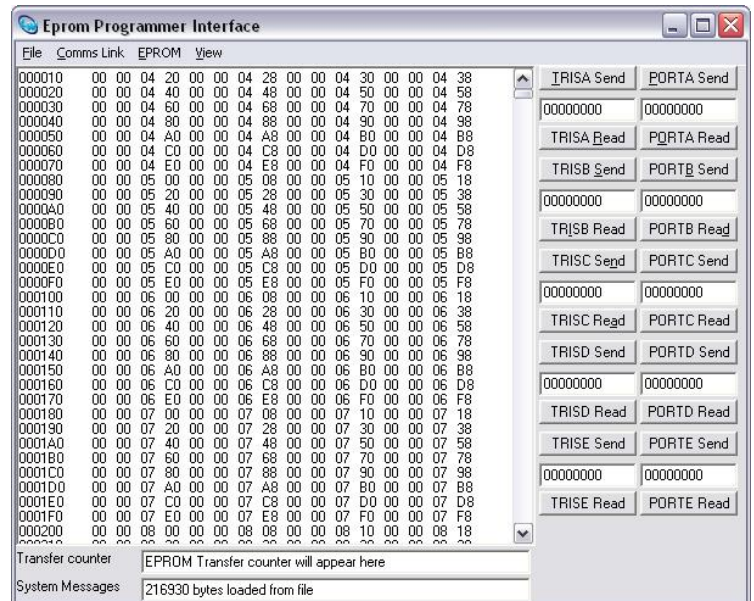 Eprom Programmer Interface
File Comms Link EPROM View
000010 00 00 04 20 00 00 04 28 00 00 04 30 00 00 04 38
000020 00 00 04 40 00 00 04 48 00 00 04 50 00 00 04 58
000030 00 00 04 60 00 00 04 68 00 00 04 70 00 00 04 78
000040 00 00 04 80 00 00 04 88 00 00 04 90 00 00 04 98
000050 00 00 04 A0 00 00 04 A8 00 00 04 B0 00 00 04 B8
000060 00 00 04 C0 00 00 04 C8 00 00 04 D0 00 00 04 D8
000070 00 00 04 E0 00 00 04 E8 00 00 04 F0 00 00 04 F8
000080 00 00 05 00 00 00 05 08 00 00 05 10 00 00 05 18
000090 00 00 05 20 00 00 05 28 00 00 05 30 00 00 05 38
0000A0 00 00 05 40 00 00 05 48 00 00 05 50 00 00 05 58
0000B0 00 00 05 60 00 00 05 68 00 00 05 70 00 00 05 78
0000C0 00 00 05 80 00 00 05 88 00 00 05 90 00 00 05 98
0000D0 00 00 05 A0 00 00 05 A8 00 00 05 B0 00 00 05 B8
0000E0 00 00 05 C0 00 00 05 C8 00 00 05 D0 00 00 05 D8
0000F0 00 00 05 E0 00 00 05 E8 00 00 05 F0 00 00 05 F8
000100 00 00 06 00 00 00 06 08 00 00 06 10 00 00 06 18
000110 00 00 06 20 00 00 06 28 00 00 06 30 00 00 06 38
000120 00 00 06 40 00 00 06 48 00 00 06 50 00 00 06 58
000130 00 00 06 60 00 00 06 68 00 00 06 70 00 00 06 78
000140 00 00 06 80 00 00 06 88 00 00 06 90 00 00 06 98
000150 00 00 06 A0 00 00 06 A8 00 00 06 B0 00 00 06 B8
000160 00 00 06 C0 00 00 06 C8 00 00 06 D0 00 00 06 D8
000170 00 00 06 E0 00 00 06 E8 00 00 06 F0 00 00 06 F8
000180 00 00 07 00 00 00 07 08 00 00 07 10 00 00 07 18
000190 00 00 07 20 00 00 07 28 00 00 07 30 00 00 07 38
0001A0 00 00 07 40 00 00 07 48 00 00 07 50 00 00 07 58
0001B0 00 00 07 60 00 00 07 68 00 00 07 70 00 00 07 78
0001C0 00 00 07 80 00 00 07 88 00 00 07 90 00 00 07 98
0001D0 00 00 07 A0 00 00 07 A8 00 00 07 B0 00 00 07 B8
0001E0 00 00 07 C0 00 00 07 C8 00 00 07 D0 00 00 07 D8
0001F0 00 00 07 E0 00 00 07 E8 00 00 07 F0 00 00 07 F8
000200 00 00 08 00 00 00 08 08 00 00 08 10 00 00 08 18
TRISA Send PORTA Send
00000000 00000000
TRISA Read PORTA Read
TRISB Send PORTB Send
00000000 00000000
TRISB Read PORTB Read
TRISC Send PORTC Send
00000000 00000000
TRISC Read PORTC Read
TRISD Send PORTD Send
00000000 00000000
TRISD Read PORTD Read
TRISE Send PORTE Send
00000000 00000000
TRISE Read PORTE Read
Transfer counter EPROM Transfer counter will appear here
System Messages 216930 bytes loaded from file